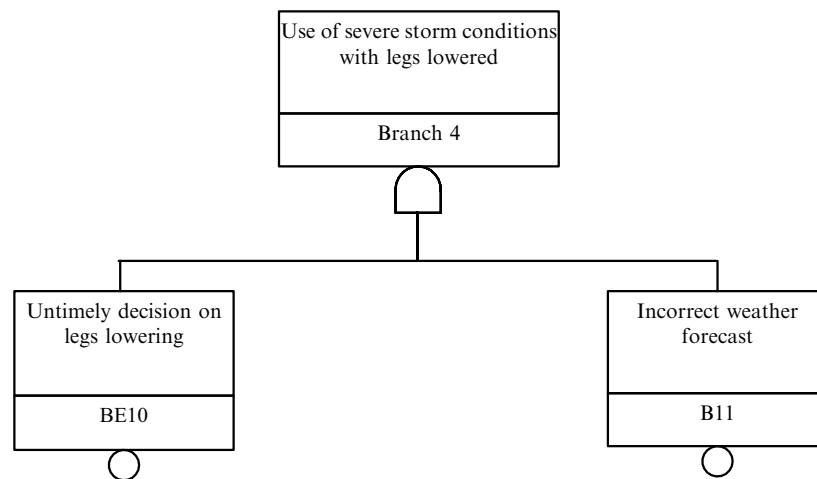 Use of severe storm conditions
with legs lowered
Branch 4
Untimely decision on
legs lowering
BE10
Incorrect weather
forecast
B11